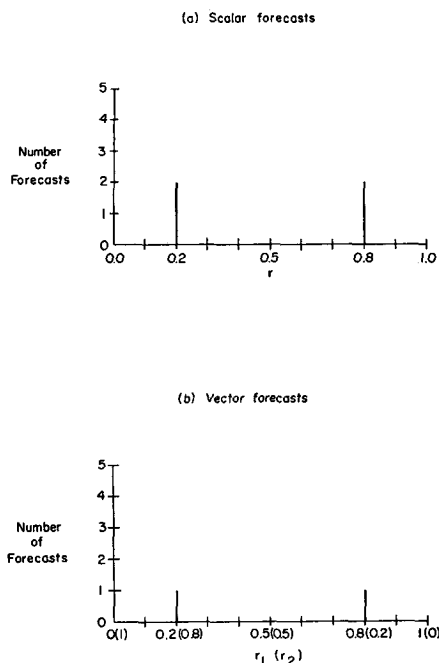 (a) Scalar forecasts
5
4
Number
3
of
Forecasts
2
1
0
0.0
0.2
0.5
0.8
1.0
r
(b) Vector forecasts
5
4
Number
3
of
Forecasts
2
1
0
0(1)
0.2(0.8)
0.5(0.5)
0.8(0.2)
1(0)
r1 (r2)